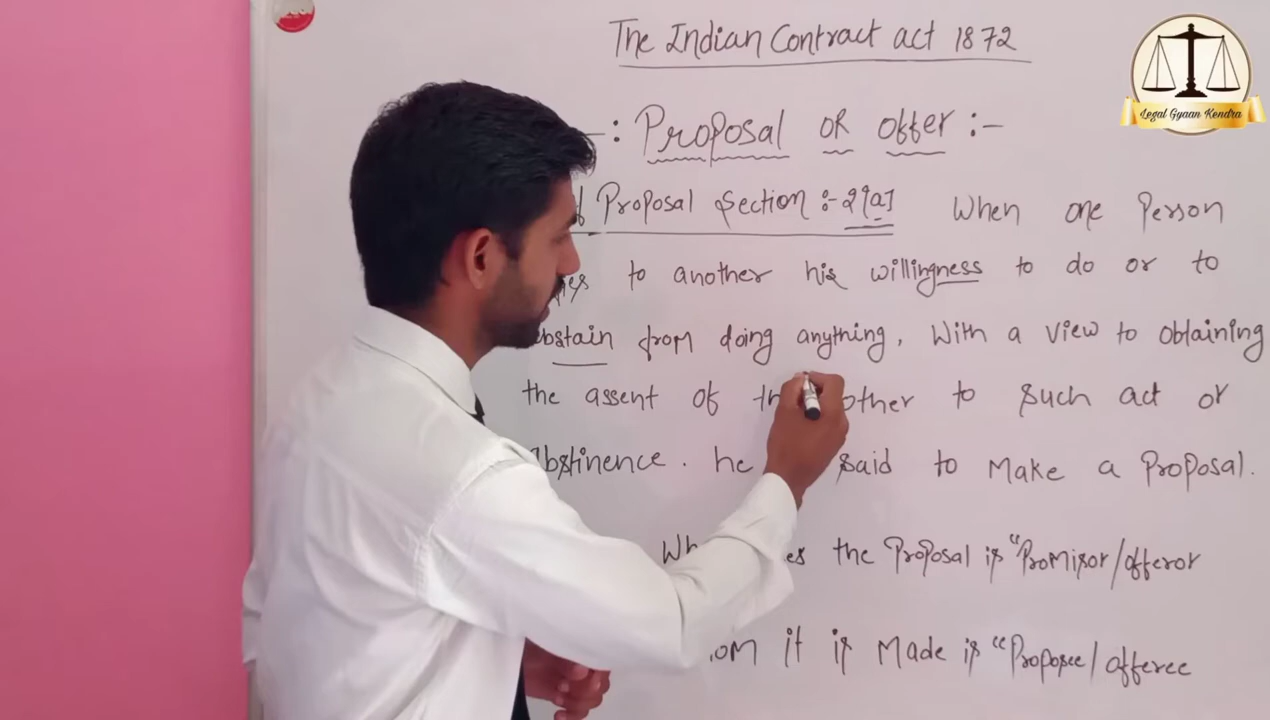 The Indian Contract act 1872
Legal Gyaan Kendra
-: Proposal OR offer :-
Proposal Section :- 2[a] When one Person
to another his willingness to do or to
abstain from doing anything, With a view to obtaining
the assent of other to such act or
Abstinence. he said to Make a Proposal.
the Proposal is "Promisor/offeror
it is Made is "Proposee/offeree